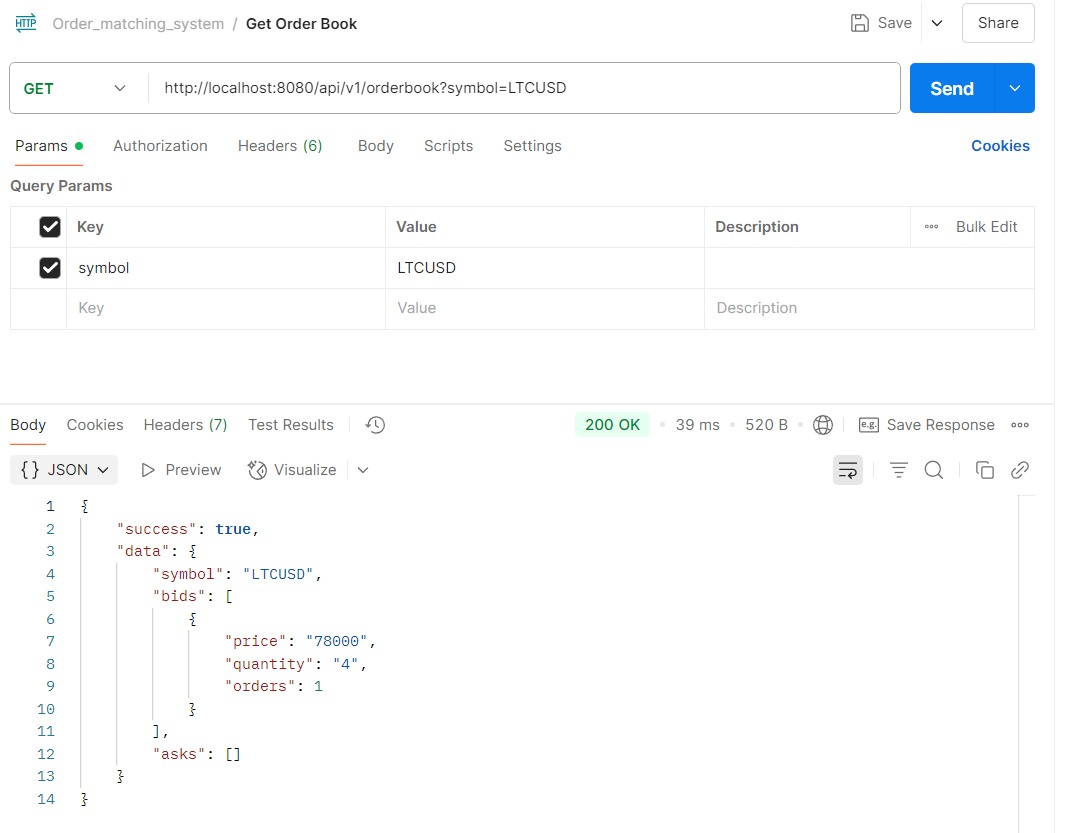 HTTP Order_matching_system / Get Order Book Save Share
GET http://localhost:8080/api/v1/orderbook?symbol=LTCUSD Send
Params Authorization Headers (6) Body Scripts Settings Cookies
Query Params
Key Value Description Bulk Edit
symbol LTCUSD
Key Value Description
Body Cookies Headers (7) Test Results 200 OK 39 ms 520 B e.g. Save Response
{} JSON Preview Visualize
1 {
2 "success": true,
3 "data": {
4 "symbol": "LTCUSD",
5 "bids": [
6 {
7 "price": "78000",
8 "quantity": "4",
9 "orders": 1
10 }
11 ],
12 "asks": []
13 }
14 }